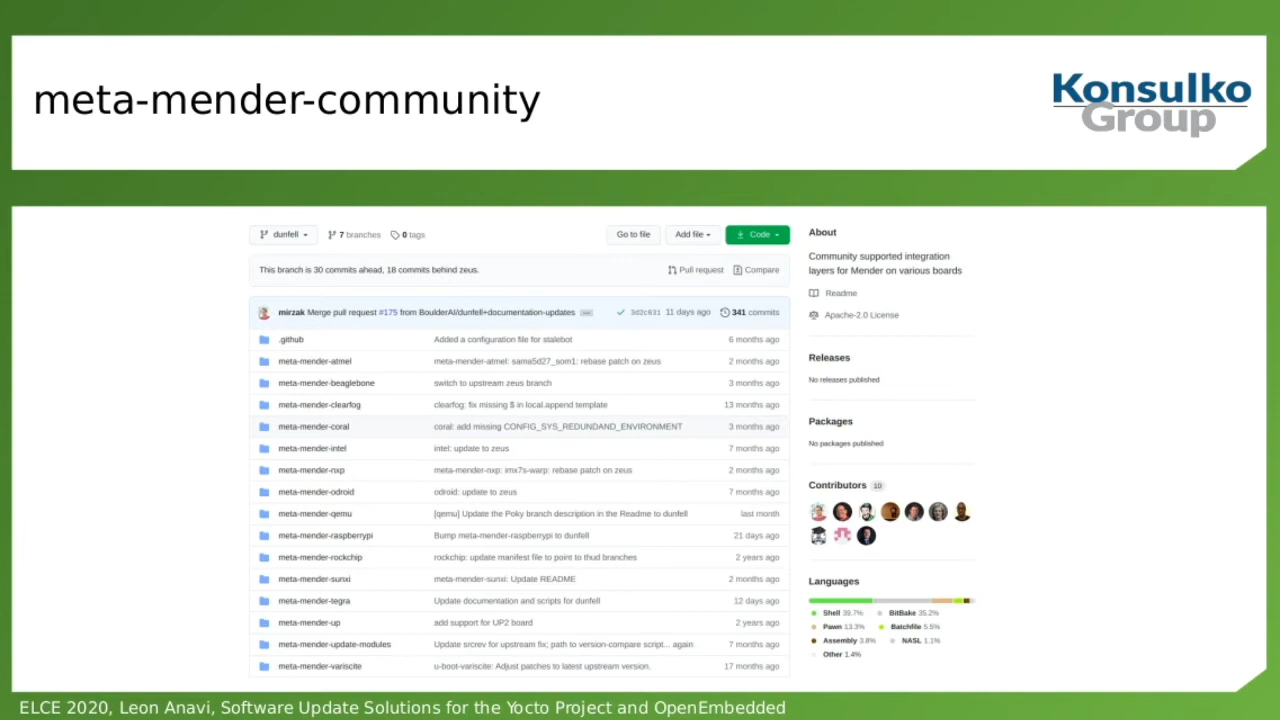 meta-mender-community
Konsulko
Group
dunfell
7 branches
0 tags
Go to file
Add file
Code
This branch is 30 commits ahead, 18 commits behind zeus.
Pull request
Compare
mirzak Merge pull request #175 from BoulderAI/dunfell+documentation-updates
3d2c631 11 days ago
341 commits
.github Added a configuration file for stalebot 6 months ago
meta-mender-atmel meta-mender-atmel: sama5d27_som1: rebase patch on zeus 2 months ago
meta-mender-beaglebone switch to upstream zeus branch 3 months ago
meta-mender-clearfog clearfog: fix missing $ in local.append template 13 months ago
meta-mender-coral coral: add missing CONFIG_SYS_REDUNDAND_ENVIRONMENT 3 months ago
meta-mender-intel intel: update to zeus 7 months ago
meta-mender-nxp meta-mender-nxp: imx7s-warp: rebase patch on zeus 2 months ago
meta-mender-odroid odroid: update to zeus 7 months ago
meta-mender-qemu [qemu] Update the Poky branch description in the Readme to dunfell last month
meta-mender-raspberrypi Bump meta-mender-raspberrypi to dunfell 21 days ago
meta-mender-rockchip rockchip: update manifest file to point to thud branches 2 years ago
meta-mender-sunxi meta-mender-sunxi: Update README 2 months ago
meta-mender-tegra Update documentation and scripts for dunfell 12 days ago
meta-mender-up add support for UP2 board 2 years ago
meta-mender-update-modules Update srcrev for upstream fix; path to version-compare script... again 7 months ago
meta-mender-variscite u-boot-variscite: Adjust patches to latest upstream version. 17 months ago
About
Community supported integration
layers for Mender on various boards
Readme
Apache-2.0 License
Releases
No releases published
Packages
No packages published
Contributors 10
Languages
Shell 39.7% BitBake 35.2%
Pawn 13.3% Batchfile 5.5%
Assembly 3.8% NASL 1.1%
Other 1.4%
ELCE 2020, Leon Anavi, Software Update Solutions for the Yocto Project and OpenEmbedded